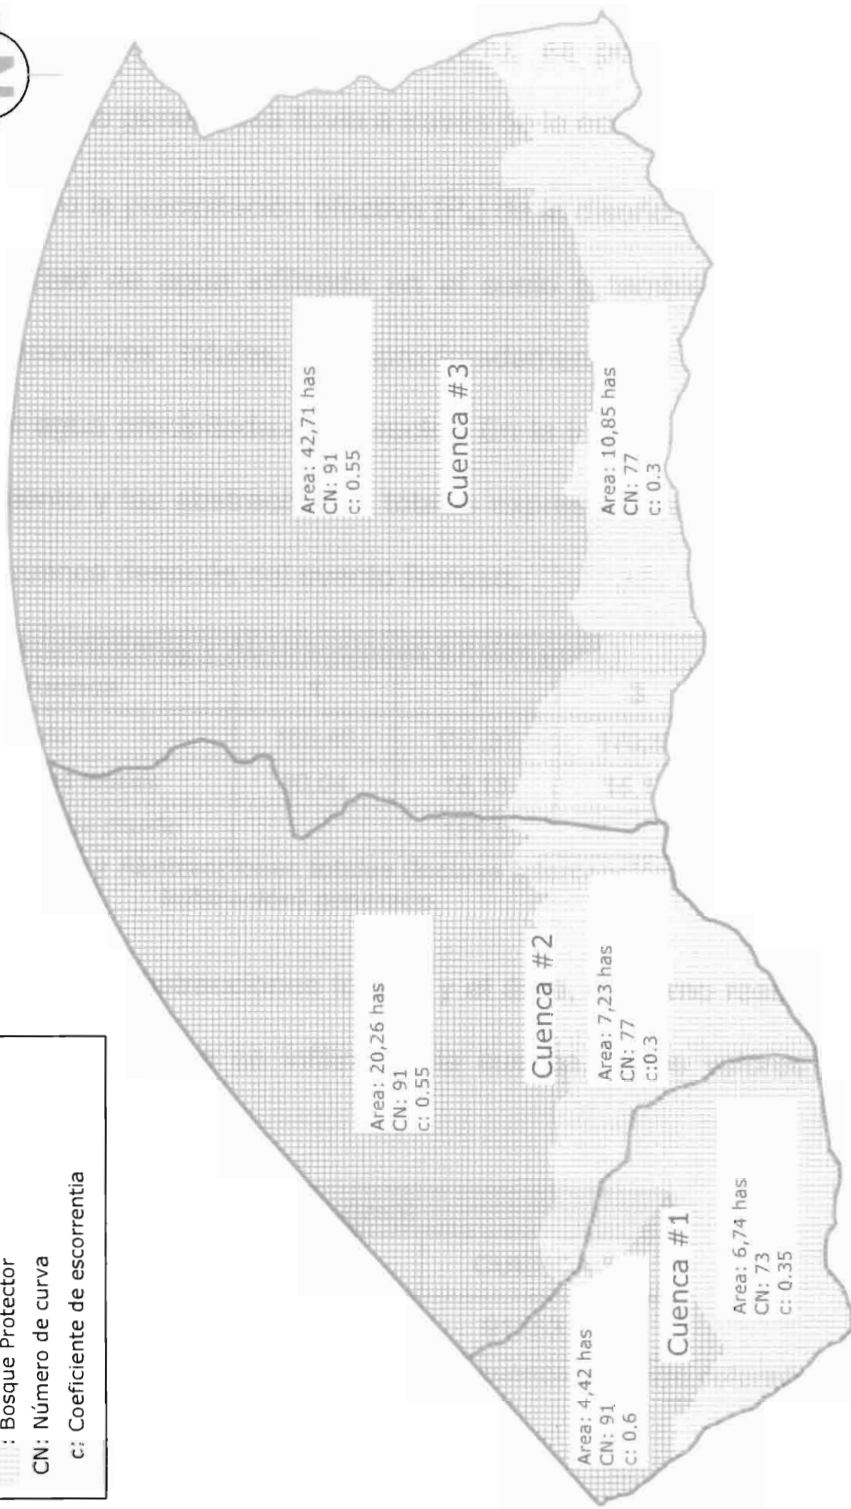 N
: Bosque Protector
CN: Número de curva
c: Coeficiente de escorrentia
Area: 4,42 has
CN: 91
c: 0.6
Cuenca #1
Area: 6,74 has
CN: 73
c: 0.35
Area: 20,26 has
CN: 91
c: 0.55
Cuenca #2
Area: 7,23 has
CN: 77
c:0.3
Area: 42,71 has
CN: 91
c: 0.55
Cuenca #3
Area: 10,85 has
CN: 77
c: 0.3